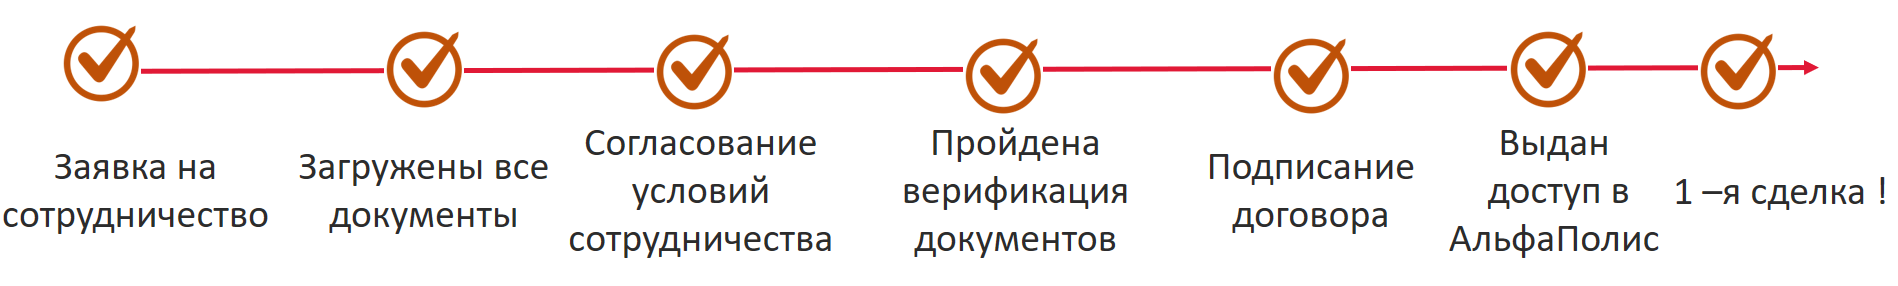 Заявка на
сотрудничество
Загружены все
документы
Согласование
условий
сотрудничества
Пройдена
верификация
документов
Подписание
договора
Выдан
доступ в
АльфаПолис
1 –я сделка !